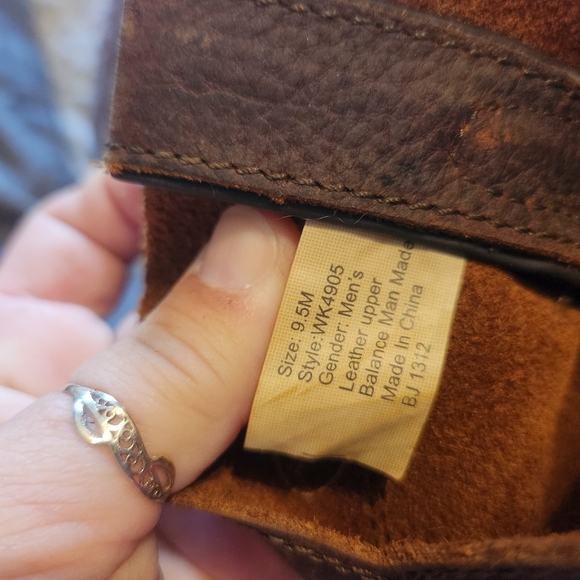 Size: 9.5M
Style:WK4905
Gender: Men's
Leather upper
Balance Man Made
Made In China
BJ 1312